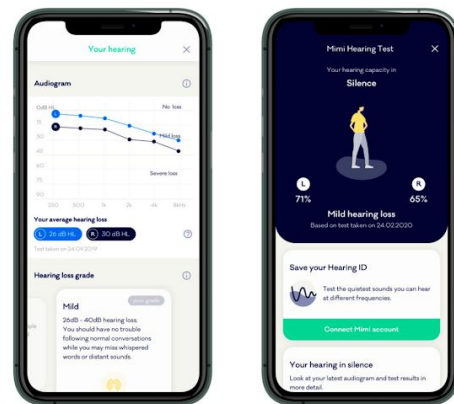 Your hearing
Audiogram
No loss
Mild loss
Severe loss
Your average hearing loss
L 26 dB HL
R 30 dB HL
Hearing loss grade
Mild
26dB - 40dB hearing loss.
You should have no trouble
following normal conversations
while you may miss whispered
words or distant sounds.
Mimi Hearing Test
Your hearing capacity in
Silence
L
R
71%
65%
Mild hearing loss
Based on test taken on 24.02.2020
Save your Hearing ID
Test the quietest sounds you can hear
at different frequencies.
Connect Mimi account
Your hearing in silence
Look at your latest audiogram and test results in
more detail.